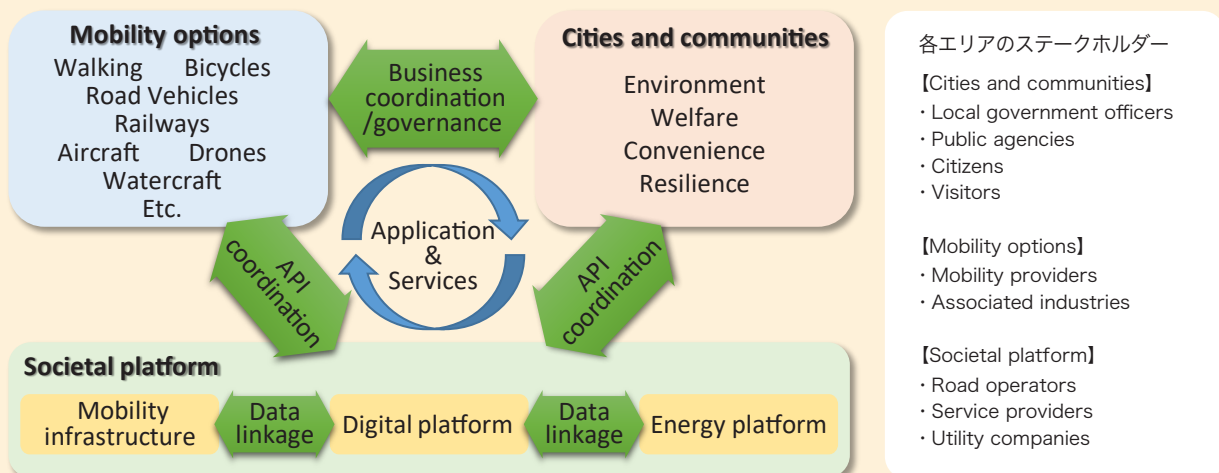 Mobility options
Walking Bicycles
Road Vehicles
Railways
Aircraft Drones
Watercraft
Etc.
Business
coordination
/governance
Cities and communities
Environment
Welfare
Convenience
Resilience
Application
&
Services
API
coordination
API
coordination
Societal platform
Mobility
infrastructure
Data
linkage
Digital platform
Data
linkage
Energy platform
各エリアのステークホルダー
【Cities and communities】
・Local government officers
・Public agencies
・Citizens
・Visitors
【Mobility options】
・Mobility providers
・Associated industries
【Societal platform】
・Road operators
・Service providers
・Utility companies